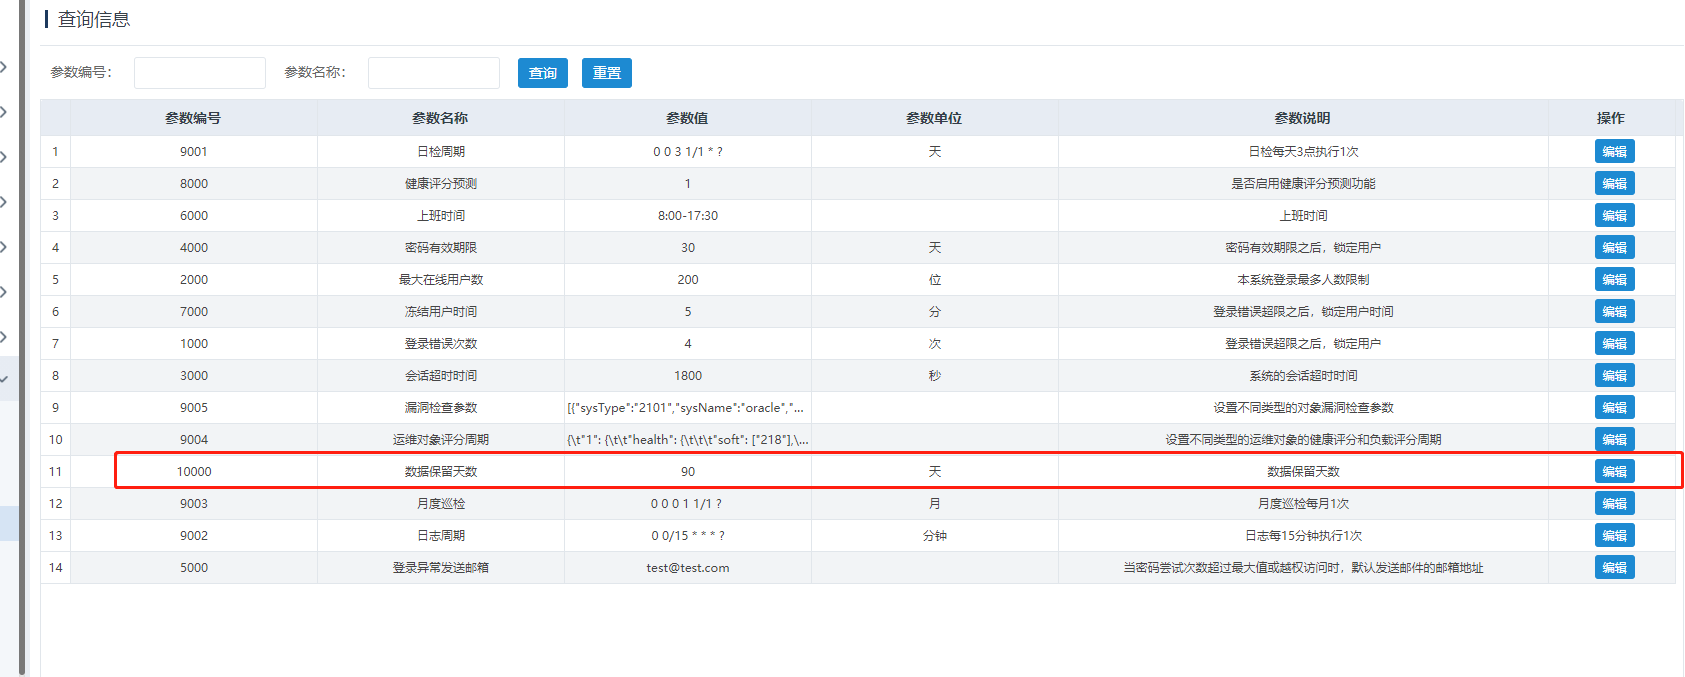 查询信息
参数编号： 参数名称： 查询 重置
参数编号 参数名称 参数值 参数单位 参数说明 操作
1 9001 日检周期 0 0 3 1/1 * ? 天 日检每天3点执行1次 编辑
2 8000 健康评分预测 1 是否启用健康评分预测功能 编辑
3 6000 上班时间 8:00-17:30 上班时间 编辑
4 4000 密码有效期限 30 天 密码有效期限之后，锁定用户 编辑
5 2000 最大在线用户数 200 位 本系统登录最多人数限制 编辑
6 7000 冻结用户时间 5 分 登录错误超限之后，锁定用户时间 编辑
7 1000 登录错误次数 4 次 登录错误超限之后，锁定用户 编辑
8 3000 会话超时时间 1800 秒 系统的会话超时时间 编辑
9 9005 漏洞检查参数 [{"sysType":"2101","sysName":"oracle","... 设置不同类型的对象漏洞检查参数 编辑
10 9004 运维对象评分周期 {\t"1": {\t\t"health": {\t\t\t"soft": ["218"],\... 设置不同类型的运维对象的健康评分和负载评分周期 编辑
11 10000 数据保留天数 90 天 数据保留天数 编辑
12 9003 月度巡检 0 0 0 1 1/1 ? 月 月度巡检每月1次 编辑
13 9002 日志周期 0 0/15 * * * ? 分钟 日志每15分钟执行1次 编辑
14 5000 登录异常发送邮箱 test@test.com 当密码尝试次数超过最大值或越权访问时，默认发送邮件的邮箱地址 编辑